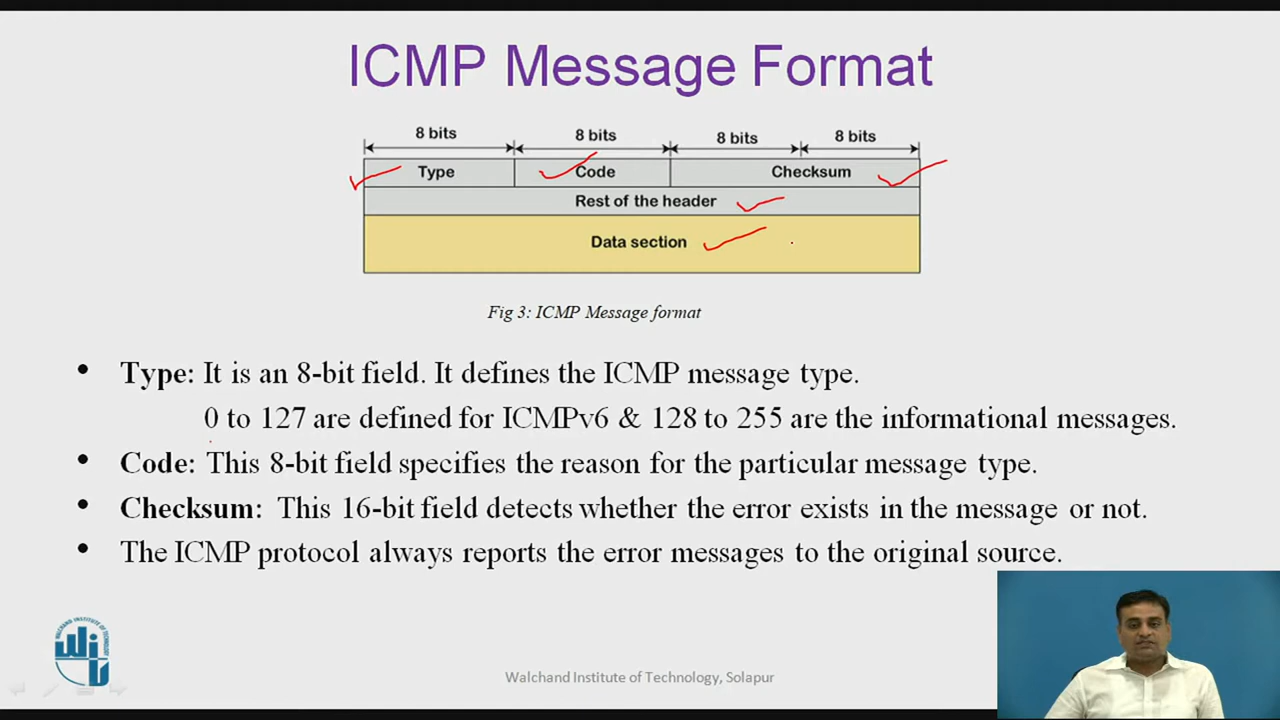 ICMP Message Format
8 bits 8 bits 8 bits 8 bits
Type Code Checksum
Rest of the header
Data section
Fig 3: ICMP Message format
• Type: It is an 8-bit field. It defines the ICMP message type.
0 to 127 are defined for ICMPv6 & 128 to 255 are the informational messages.
• Code: This 8-bit field specifies the reason for the particular message type.
• Checksum: This 16-bit field detects whether the error exists in the message or not.
• The ICMP protocol always reports the error messages to the original source.
WALCHAND INSTITUTE OF TECHNOLOGY
WiT
Walchand Institute of Technology, Solapur